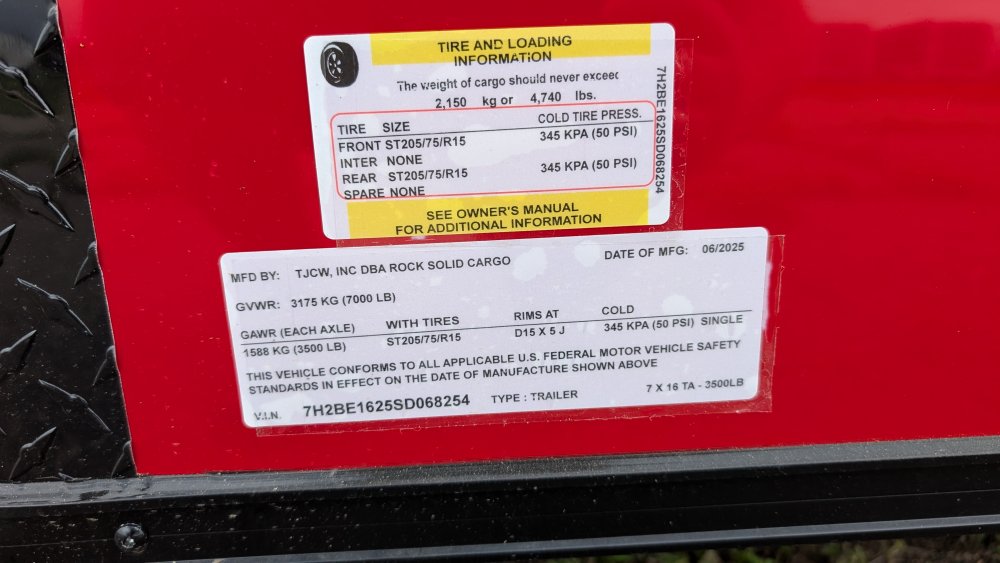 TIRE AND LOADING
INFORMATION
The weight of cargo should never exceed
2,150 kg or 4,740 lbs.
TIRE SIZE COLD TIRE PRESS.
FRONT ST205/75/R15 345 KPA (50 PSI)
INTER NONE
REAR ST205/75/R15 345 KPA (50 PSI)
SPARE NONE
SEE OWNER'S MANUAL
FOR ADDITIONAL INFORMATION
7H2BE1625SD068254
MFD BY: TJCW, INC DBA ROCK SOLID CARGO DATE OF MFG: 06/2025
GVWR: 3175 KG (7000 LB)
GAWR (EACH AXLE) WITH TIRES RIMS AT COLD
1588 KG (3500 LB) ST205/75/R15 D15 X 5 J 345 KPA (50 PSI) SINGLE
THIS VEHICLE CONFORMS TO ALL APPLICABLE U.S. FEDERAL MOTOR VEHICLE SAFETY
STANDARDS IN EFFECT ON THE DATE OF MANUFACTURE SHOWN ABOVE
V.I.N. 7H2BE1625SD068254 TYPE : TRAILER 7 X 16 TA - 3500LB